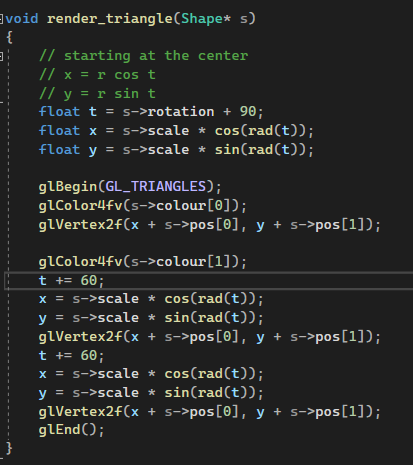 void render_triangle(Shape* s)
{
// starting at the center
// x = r cos t
// y = r sin t
float t = s->rotation + 90;
float x = s->scale * cos(rad(t));
float y = s->scale * sin(rad(t));
glBegin(GL_TRIANGLES);
glColor4fv(s->colour[0]);
glVertex2f(x + s->pos[0], y + s->pos[1]);
glColor4fv(s->colour[1]);
t += 60;
x = s->scale * cos(rad(t));
y = s->scale * sin(rad(t));
glVertex2f(x + s->pos[0], y + s->pos[1]);
t += 60;
x = s->scale * cos(rad(t));
y = s->scale * sin(rad(t));
glVertex2f(x + s->pos[0], y + s->pos[1]);
glEnd();
}